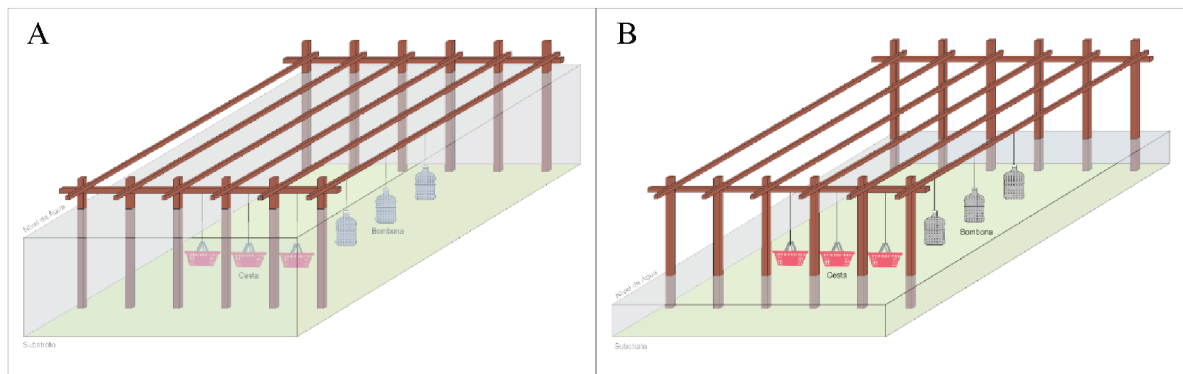 A
Nível da Água
Bombona
Cesta
Substrato
B
Nível da Água
Bombona
Cesta
Substrato